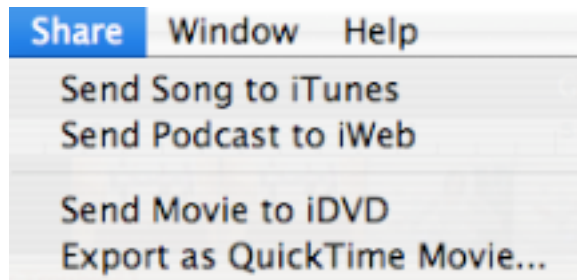 Share Window Help
Send Song to iTunes
Send Podcast to iWeb
Send Movie to iDVD
Export as QuickTime Movie...